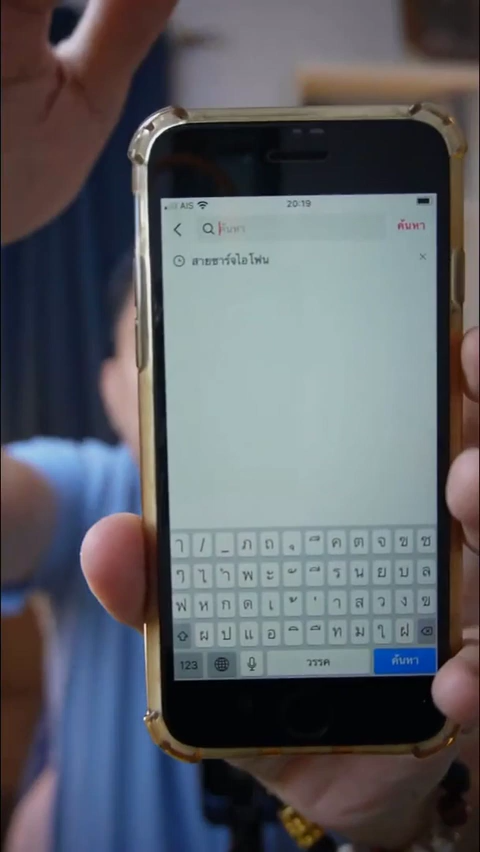 AIS 20:19
ค้นหา ค้นหา
สายชาร์จไอโฟน ×
ๅ / _ ภ ถ ุ ึ ค ต จ ข ช
ๆ ไ ำ พ ะ ั ี ร น ย บ ล
ฟ ห ก ด เ ้ ่ า ส ว ง ฃ
ผ ป แ อ ิ ื ท ม ใ ฝ
123 วรรค ค้นหา